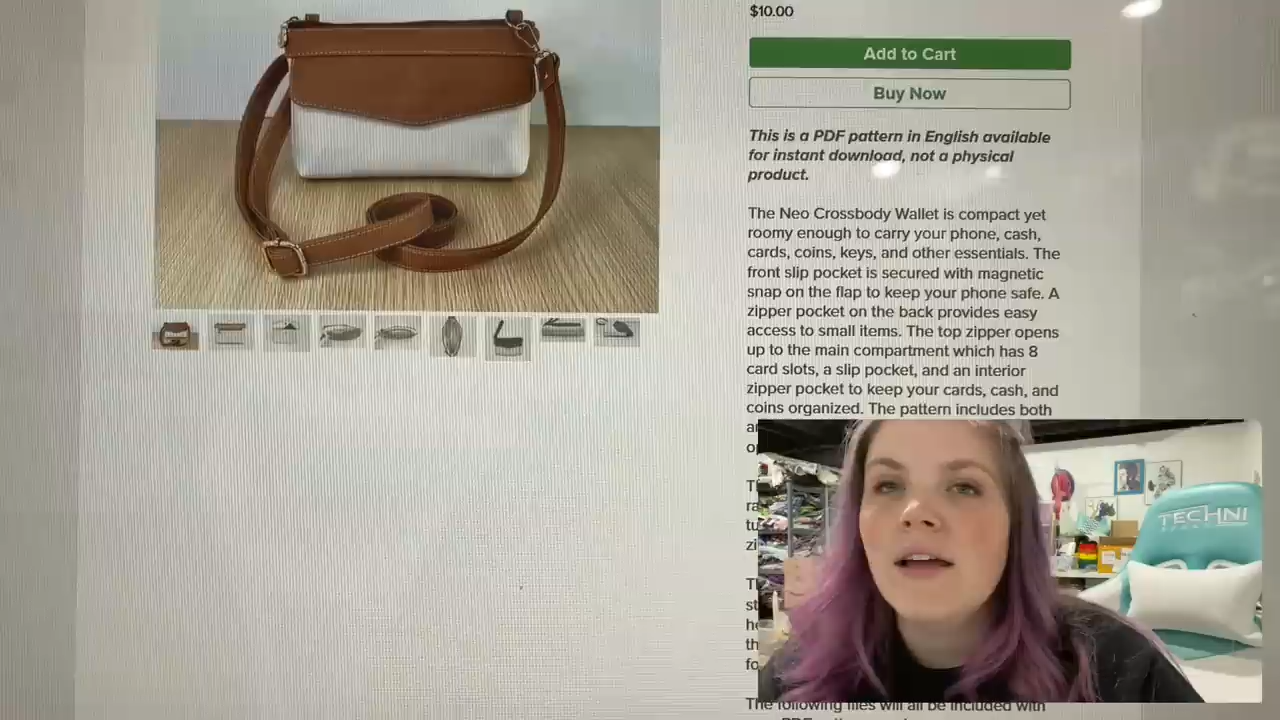 $10.00
Add to Cart
Buy Now
This is a PDF pattern in English available
for instant download, not a physical
product.
The Neo Crossbody Wallet is compact yet
roomy enough to carry your phone, cash,
cards, coins, keys, and other essentials. The
front slip pocket is secured with magnetic
snap on the flap to keep your phone safe. A
zipper pocket on the back provides easy
access to small items. The top zipper opens
up to the main compartment which has 8
card slots, a slip pocket, and an interior
zipper pocket to keep your cards, cash, and
coins organized. The pattern includes both
TECHNI
The following files will all be included with